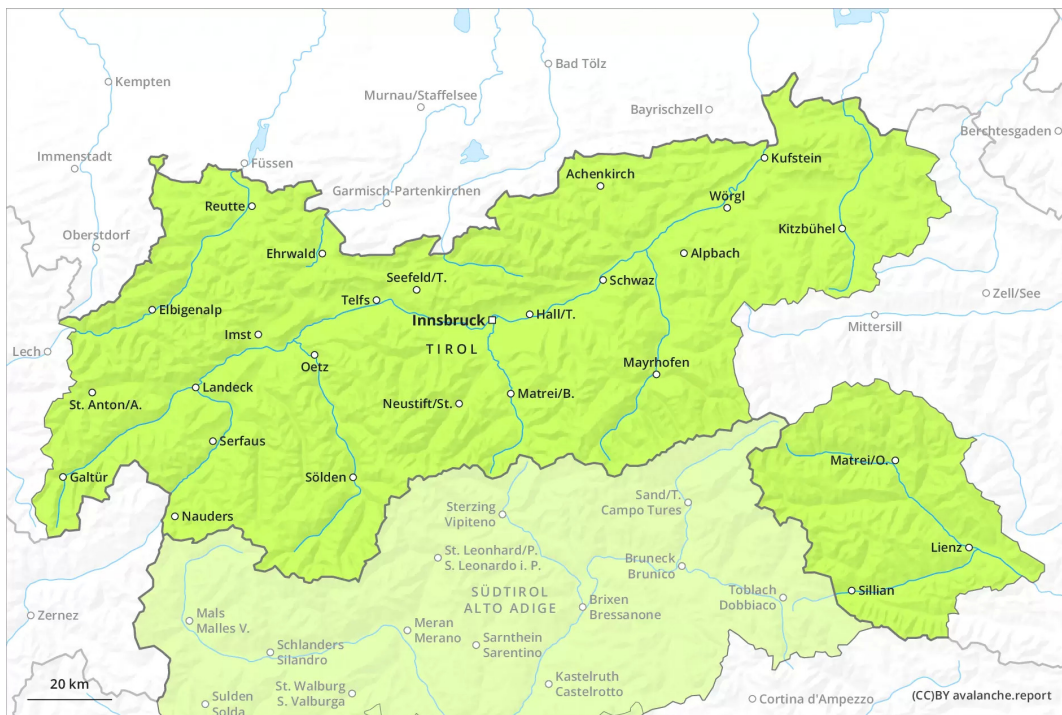 Kempten
Bad Tölz
Murnau/Staffelsee
Bayrischzell
Berchtesgaden
Immenstadt
Füssen
Kufstein
Achenkirch
Garmisch-Partenkirchen
Reutte
Wörgl
Oberstdorf
Kitzbühel
Ehrwald
Alpbach
Seefeld/T.
Schwaz
Zell/See
Telfs
Elbigenalp
Hall/T.
Innsbruck
Mittersill
Imst
Lech
TIROL
Oetz
Mayrhofen
Landeck
St. Anton/A.
Matrei/B.
Neustift/St.
Serfaus
Matrei/O.
Galtür
Sölden
Sand/T.
Campo Tures
Sterzing
Vipiteno
Nauders
Lienz
St. Leonhard/P.
S. Leonardo i. P.
Bruneck
Brunico
SÜDTIROL
ALTO ADIGE
Toblach
Dobbiaco
Sillian
Brixen
Bressanone
Zernez
Mals
Malles V.
Meran
Merano
Sarnthein
Sarentino
Schlanders
Silandro
Kastelruth
Castelrotto
20 km
St. Walburg
S. Valburga
Sulden
Solda
Cortina d'Ampezzo
(CC)BY avalanche.report